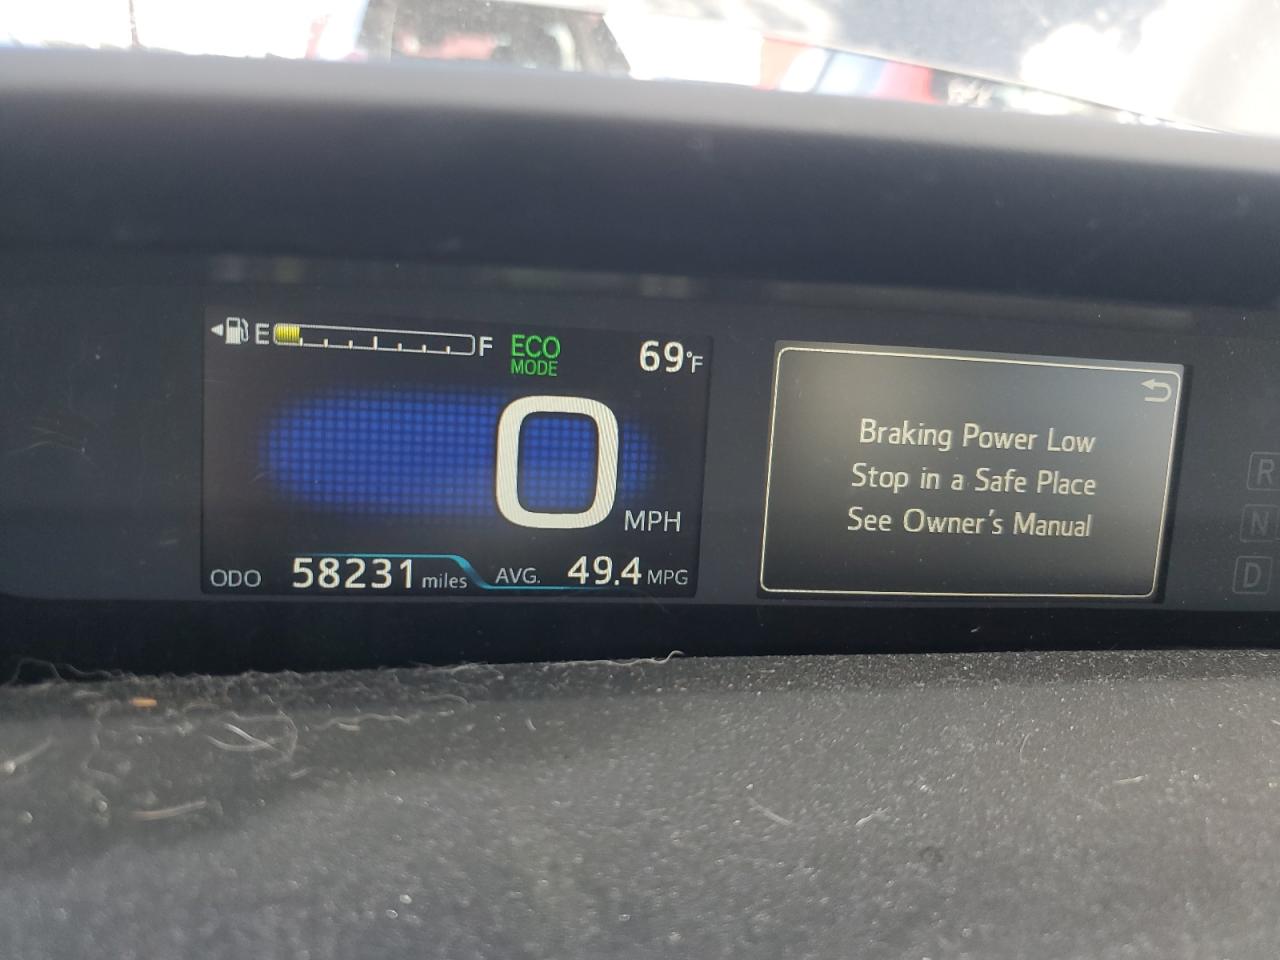 E F ECO 69°F
MODE
0 MPH
ODO 58231 miles AVG. 49.4 MPG
Braking Power Low
Stop in a Safe Place
See Owner's Manual
R
N
D